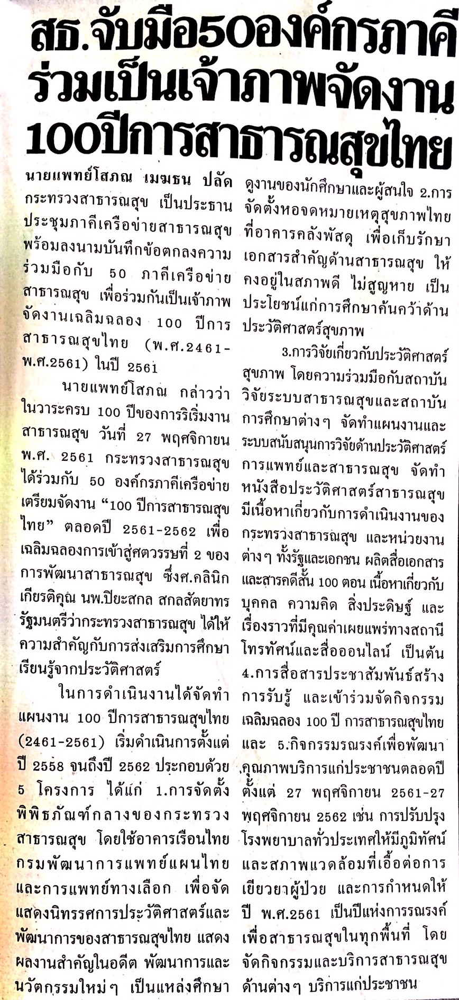 สธ.จับมือ50องค์กรภาคี
ร่วมเป็นเจ้าภาพจัดงาน
100ปีการสาธารณสุขไทย
นายแพทย์โสภณ เมฆธน ปลัด
กระทรวงสาธารณสุข เป็นประธาน
ประชุมภาคีเครือข่ายสาธารณสุข
พร้อมลงนามบันทึกข้อตกลงความ
ร่วมมือกับ 50 ภาคีเครือข่าย
สาธารณสุข เพื่อร่วมกันเป็นเจ้าภาพ
จัดงานเฉลิมฉลอง 100 ปีการ
สาธารณสุขไทย (พ.ศ.2461-
พ.ศ.2561) ในปี 2561
นายแพทย์โสภณ กล่าวว่า
ในวาระครบ 100 ปีของการริเริ่มงาน
สาธารณสุข วันที่ 27 พฤศจิกายน
พ.ศ. 2561 กระทรวงสาธารณสุข
ได้ร่วมกับ 50 องค์กรภาคีเครือข่าย
เตรียมจัดงาน “100 ปีการสาธารณสุข
ไทย” ตลอดปี 2561-2562 เพื่อ
เฉลิมฉลองการเข้าสู่ศตวรรษที่ 2 ของ
การพัฒนาสาธารณสุข ซึ่งศ.คลินิก
เกียรติคุณ นพ.ปิยะสกล สกลสัตยาทร
รัฐมนตรีว่ากระทรวงสาธารณสุข ได้ให้
ความสำคัญกับการส่งเสริมการศึกษา
เรียนรู้จากประวัติศาสตร์
ในการดำเนินงานได้จัดทำ
แผนงาน 100 ปีการสาธารณสุขไทย
(2461-2561) เริ่มดำเนินการตั้งแต่
ปี 2558 จนถึงปี 2562 ประกอบด้วย
5 โครงการ ได้แก่ 1.การจัดตั้ง
พิพิธภัณฑ์กลางของกระทรวง
สาธารณสุข โดยใช้อาคารเรือนไทย
กรมพัฒนาการแพทย์แผนไทย
และการแพทย์ทางเลือก เพื่อจัด
แสดงนิทรรศการประวัติศาสตร์และ
พัฒนาการของสาธารณสุขไทย แสดง
ผลงานสำคัญในอดีต พัฒนาการและ
นวัตกรรมใหม่ๆ เป็นแหล่งศึกษา
ดูงานของนักศึกษาและผู้สนใจ 2.การ
จัดตั้งหอจดหมายเหตุสุขภาพไทย
ที่อาคารคลังพัสดุ เพื่อเก็บรักษา
เอกสารสำคัญด้านสาธารณสุข ให้
คงอยู่ในสภาพดี ไม่สูญหาย เป็น
ประโยชน์แก่การศึกษาค้นคว้าด้าน
ประวัติศาสตร์สุขภาพ
3.การวิจัยเกี่ยวกับประวัติศาสตร์
สุขภาพ โดยความร่วมมือกับสถาบัน
วิจัยระบบสาธารณสุขและสถาบัน
การศึกษาต่างๆ จัดทำแผนงานและ
ระบบสนับสนุนการวิจัยด้านประวัติศาสตร์
การแพทย์และสาธารณสุข จัดทำ
หนังสือประวัติศาสตร์สาธารณสุข
มีเนื้อหาเกี่ยวกับการดำเนินงานของ
กระทรวงสาธารณสุข และหน่วยงาน
ต่างๆ ทั้งรัฐและเอกชน ผลิตสื่อเอกสาร
และสารคดีสั้น 100 ตอน เนื้อหาเกี่ยวกับ
บุคคล ความคิด สิ่งประดิษฐ์ และ
เรื่องราวที่มีคุณค่าเผยแพร่ทางสถานี
โทรทัศน์และสื่อออนไลน์ เป็นต้น
4.การสื่อสารประชาสัมพันธ์สร้าง
การรับรู้ และเข้าร่วมจัดกิจกรรม
เฉลิมฉลอง 100 ปี การสาธารณสุขไทย
และ 5.กิจกรรมรณรงค์เพื่อพัฒนา
คุณภาพบริการแก่ประชาชนตลอดปี
ตั้งแต่ 27 พฤศจิกายน 2561-27
พฤศจิกายน 2562 เช่น การปรับปรุง
โรงพยาบาลทั่วประเทศให้มีภูมิทัศน์
และสภาพแวดล้อมที่เอื้อต่อการ
เยียวยาผู้ป่วย และการกำหนดให้
ปี พ.ศ.2561 เป็นปีแห่งการรณรงค์
เพื่อสาธารณสุขในทุกพื้นที่ โดย
จัดกิจกรรมและบริการสาธารณสุข
ด้านต่างๆ บริการแก่ประชาชน